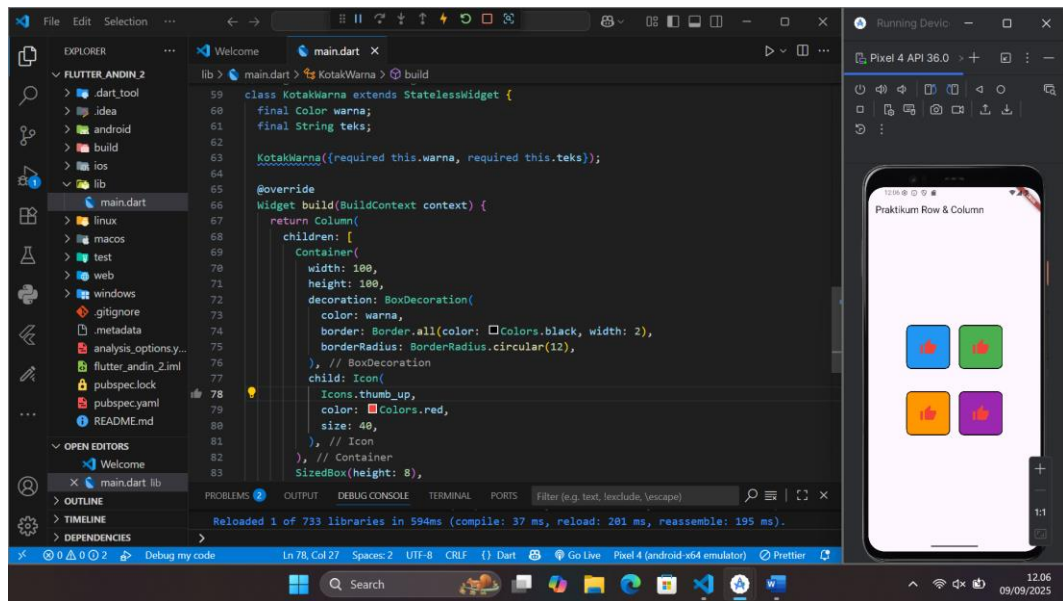 File Edit Selection ...
EXPLORER ...
FLUTTER_ANDIN_2
.dart_tool
.idea
android
build
ios
lib
main.dart
linux
macos
test
web
windows
.gitignore
.metadata
analysis_options.y...
flutter_andin_2.iml
pubspec.lock
pubspec.yaml
README.md
OPEN EDITORS
Welcome
main.dart lib
OUTLINE
TIMELINE
DEPENDENCIES
Welcome main.dart
lib > main.dart > KotakWarna > build
59 class KotakWarna extends StatelessWidget {
60 final Color warna;
61 final String teks;
62
63 KotakWarna({required this.warna, required this.teks});
64
65 @override
66 Widget build(BuildContext context) {
67 return Column(
68 children: [
69 Container(
70 width: 100,
71 height: 100,
72 decoration: BoxDecoration(
73 color: warna,
74 border: Border.all(color: Colors.black, width: 2),
75 borderRadius: BorderRadius.circular(12),
76 ), // BoxDecoration
77 child: Icon(
78 Icons.thumb_up,
79 color: Colors.red,
80 size: 40,
81 ), // Icon
82 ), // Container
83 SizedBox(height: 8),
PROBLEMS 2 OUTPUT DEBUG CONSOLE TERMINAL PORTS Filter (e.g. text, !exclude, \escape)
Reloaded 1 of 733 libraries in 594ms (compile: 37 ms, reload: 201 ms, reassemble: 195 ms).
>
0 0 2 Debug my code Ln 78, Col 27 Spaces: 2 UTF-8 CRLF {} Dart Go Live Pixel 4 (android-x64 emulator) Prettier
Running Devic
Pixel 4 API 36.0
12:06
Praktikum Row & Column
1:1
Search
12.06
09/09/2025